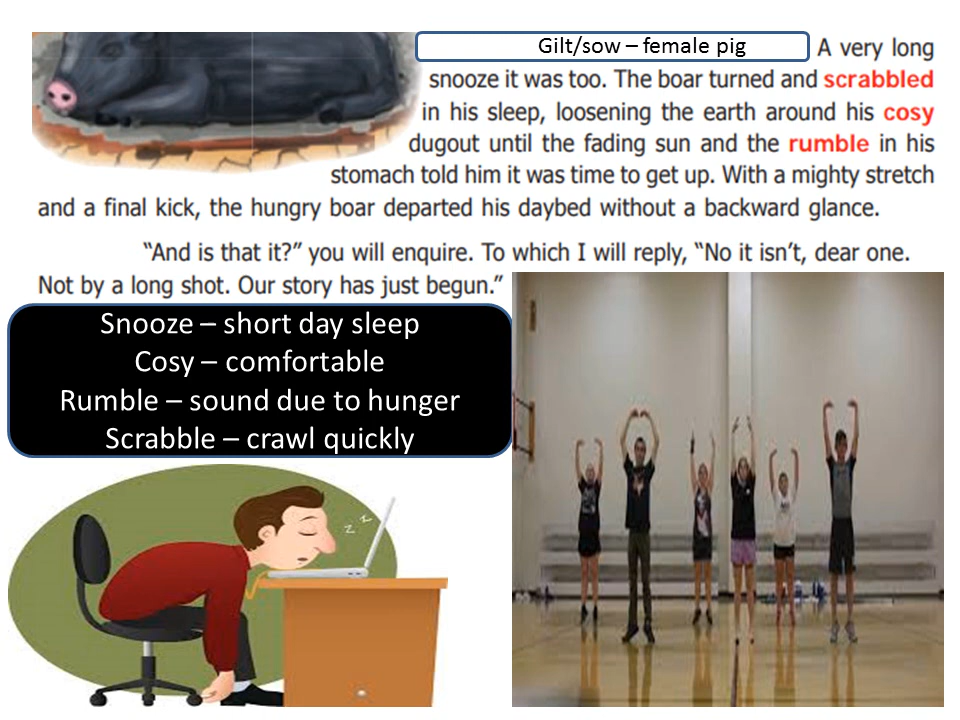 Gilt/sow – female pig
A very long
snooze it was too. The boar turned and scrabbled
in his sleep, loosening the earth around his cosy
dugout until the fading sun and the rumble in his
stomach told him it was time to get up. With a mighty stretch
and a final kick, the hungry boar departed his daybed without a backward glance.
“And is that it?” you will enquire. To which I will reply, “No it isn’t, dear one.
Not by a long shot. Our story has just begun.”
Snooze – short day sleep
Cosy – comfortable
Rumble – sound due to hunger
Scrabble – crawl quickly
z z